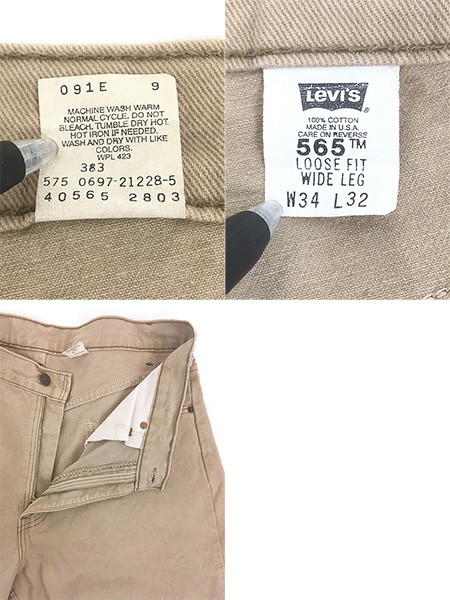 091E 9
MACHINE WASH WARM
NORMAL CYCLE. DO NOT
BLEACH. TUMBLE DRY HOT.
HOT IRON IF NEEDED.
WASH AND DRY WITH LIKE
COLORS.
WPL 423
383
575 0697-21228-5
40565 2803
LEVI'S ®
100% COTTON
MADE IN U.S.A.
CARE ON REVERSE
565™
LOOSE FIT
WIDE LEG
W34 L32